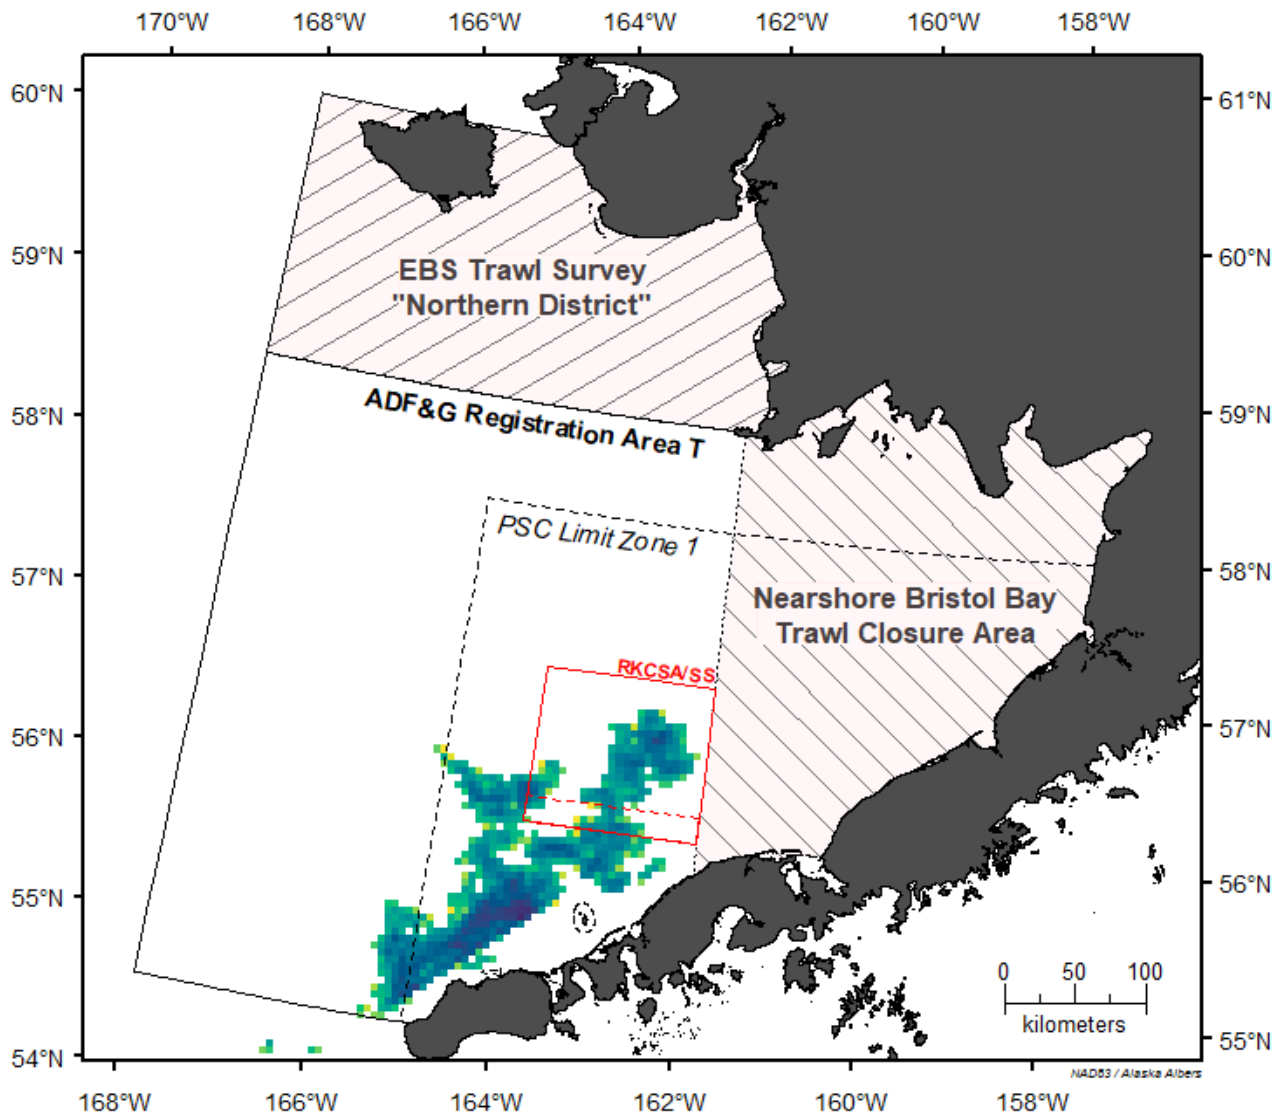 170°W 168°W 166°W 164°W 162°W 160°W 158°W
60°N
61°N
EBS Trawl Survey
"Northern District"
59°N
60°N
58°N
59°N
ADF&G Registration Area T
PSC Limit Zone 1
57°N
58°N
Nearshore Bristol Bay
Trawl Closure Area
RKCSA/SS
56°N
57°N
55°N
56°N
0 50 100
kilometers
54°N
55°N
NAD83 / Alaska Albers
168°W 166°W 164°W 162°W 160°W 158°W